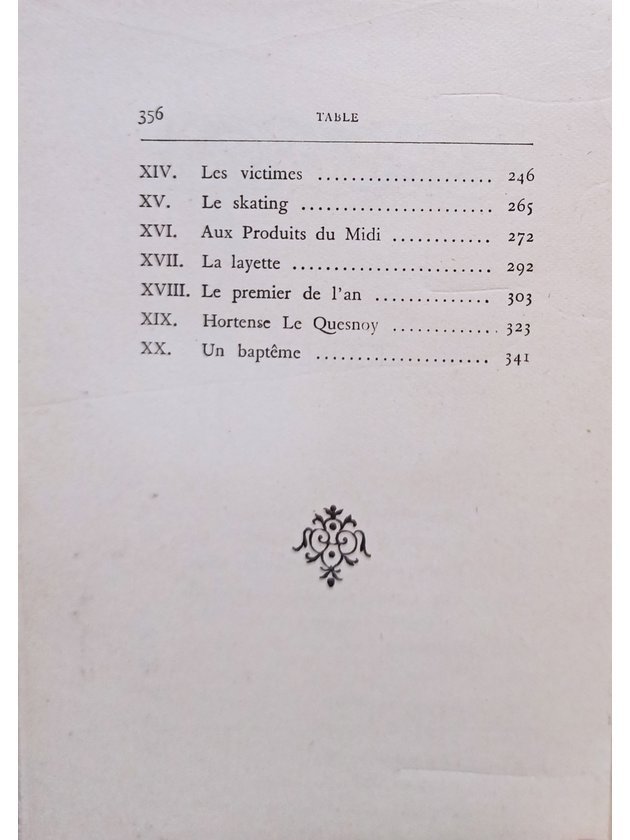 356 TABLE
XIV. Les victimes ...................... 246
XV. Le skating ........................ 265
XVI. Aux Produits du Midi ............ 272
XVII. La layette ......................... 292
XVIII. Le premier de l'an .............. 303
XIX. Hortense Le Quesnoy ............. 323
XX. Un baptême ...................... 341